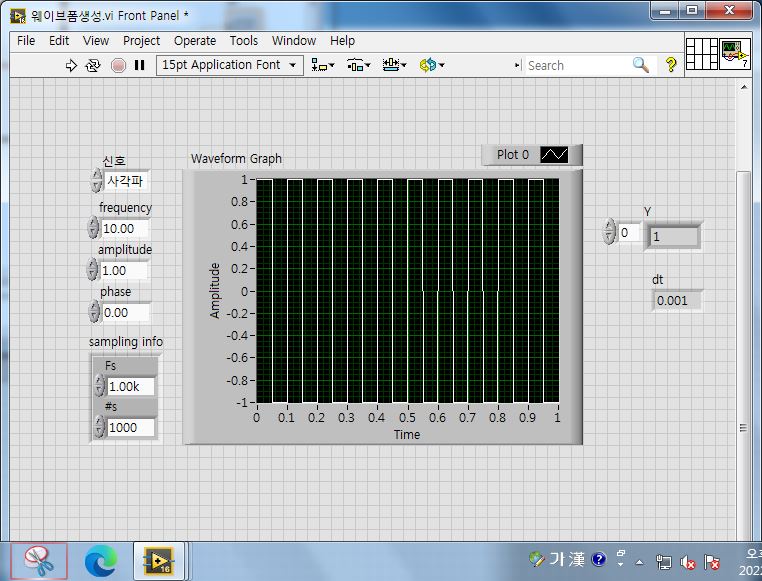 웨이브폼생성.vi Front Panel *
File Edit View Project Operate Tools Window Help
15pt Application Font
Search
7
신호
사각파
frequency
10.00
amplitude
1.00
phase
0.00
sampling info
Fs
1.00k
#s
1000
Waveform Graph
Plot 0
1
0.8
0.6
0.4
0.2
0
-0.2
-0.4
-0.6
-0.8
-1
Amplitude
0 0.1 0.2 0.3 0.4 0.5 0.6 0.7 0.8 0.9 1
Time
Y
0 1
dt
0.001
16
가 漢